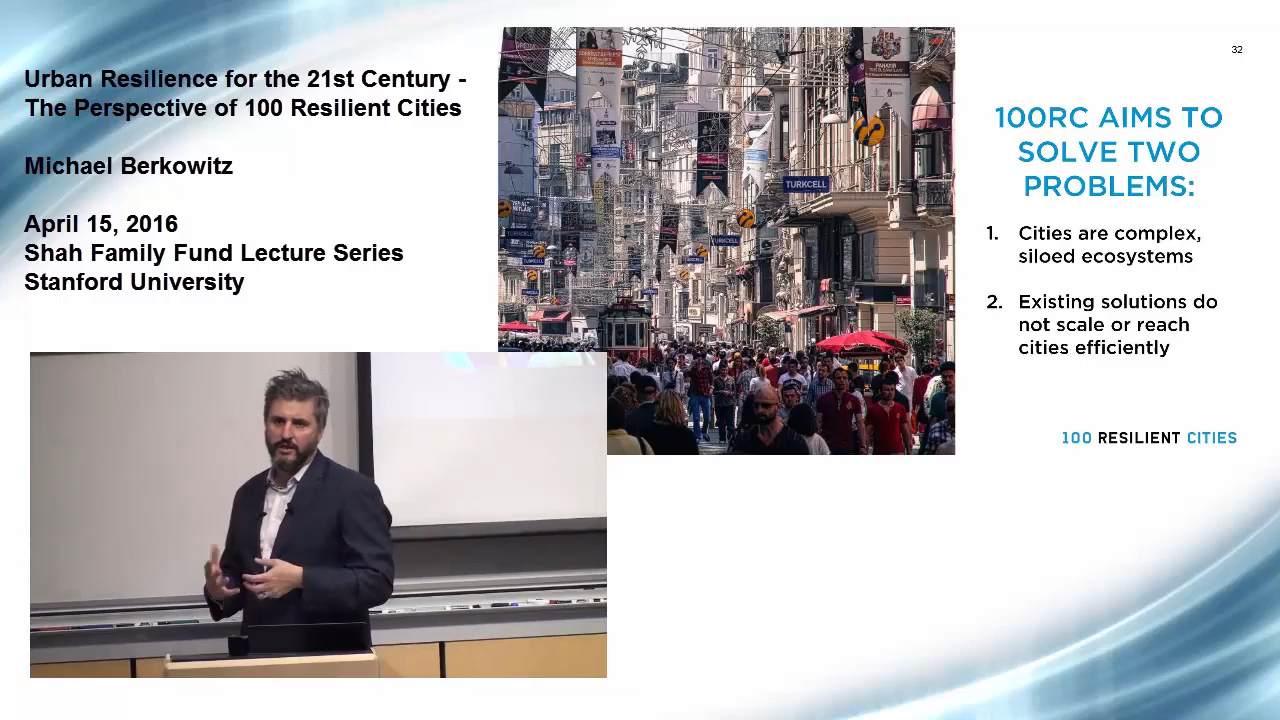 Urban Resilience for the 21st Century -
The Perspective of 100 Resilient Cities
Michael Berkowitz
April 15, 2016
Shah Family Fund Lecture Series
Stanford University
32
100RC AIMS TO
SOLVE TWO
PROBLEMS:
1. Cities are complex,
siloed ecosystems
2. Existing solutions do
not scale or reach
cities efficiently
100 RESILIENT CITIES
TURKCELL
TURKCELL
TURKCELL